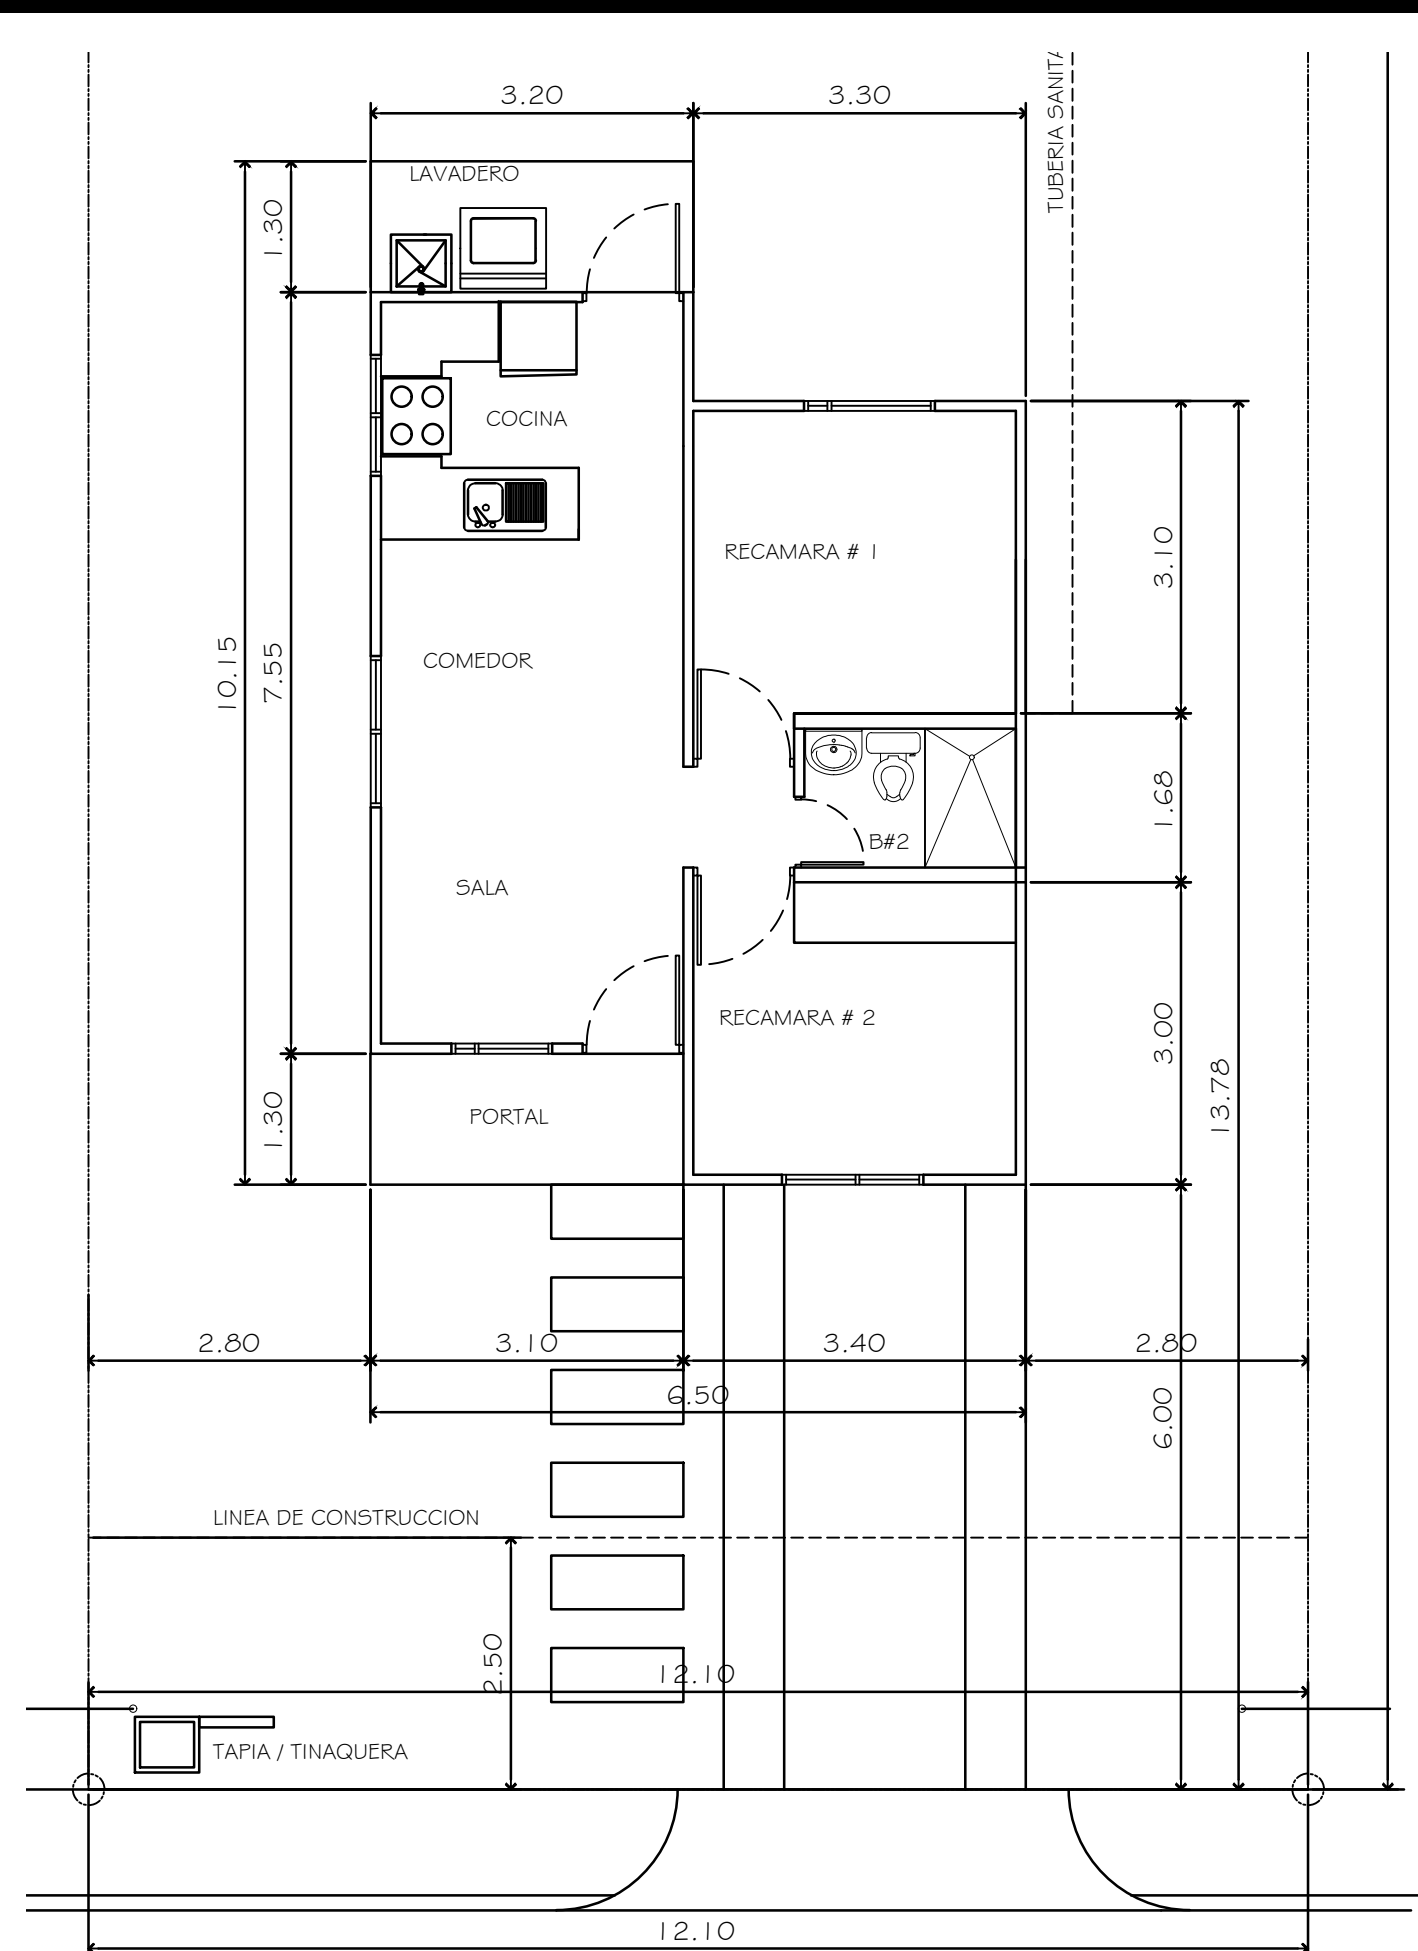 3.20
3.30
TUBERIA SANITA
LAVADERO
1.30
COCINA
RECAMARA # 1
3.10
10.15
7.55
COMEDOR
1.68
B#2
SALA
3.00
RECAMARA # 2
13.78
1.30
PORTAL
2.80
3.10
3.40
2.80
6.50
6.00
LINEA DE CONSTRUCCION
2.50
12.10
TAPIA / TINAQUERA
12.10